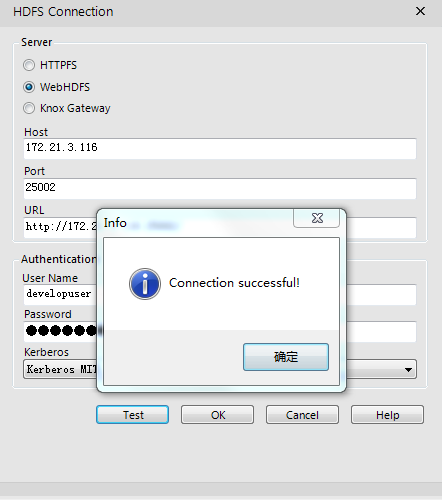 HDFS Connection
Server
HTTPFS
WebHDFS
Knox Gateway
Host
172.21.3.116
Port
25002
URL
http://172.2
Info
Connection successful!
确定
Authentication
User Name
developuser
Password
●●●●●●●
Kerberos
Kerberos MIT
Test
OK
Cancel
Help